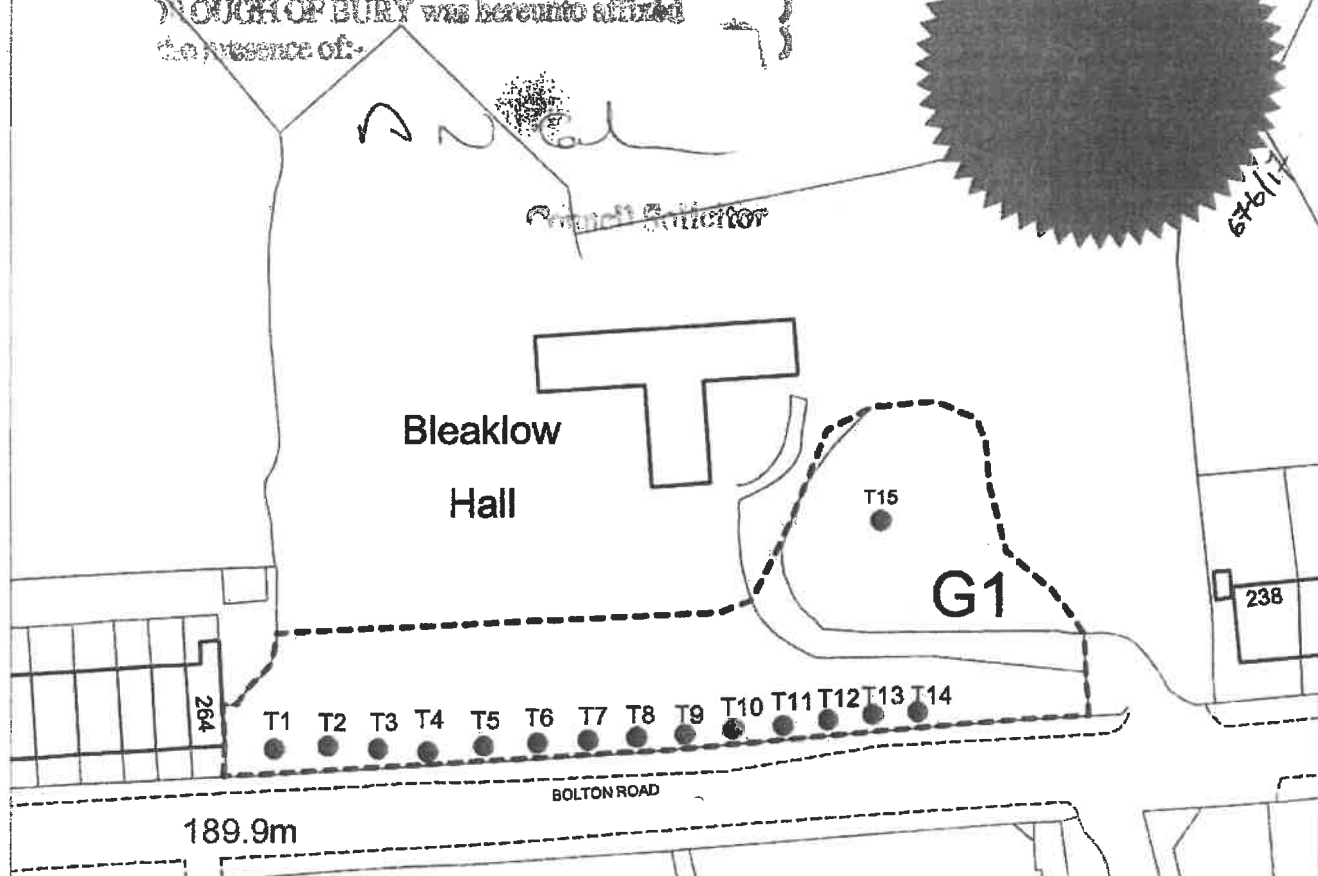 OUGH OF BURY was hereunto affixed
the presence of:-
Council Solicitor
Bleaklow
Hall
T15
G1
238
264
T1 T2 T3 T4 T5 T6 T7 T8 T9 T10 T11 T12 T13 T14
BOLTON ROAD
189.9m